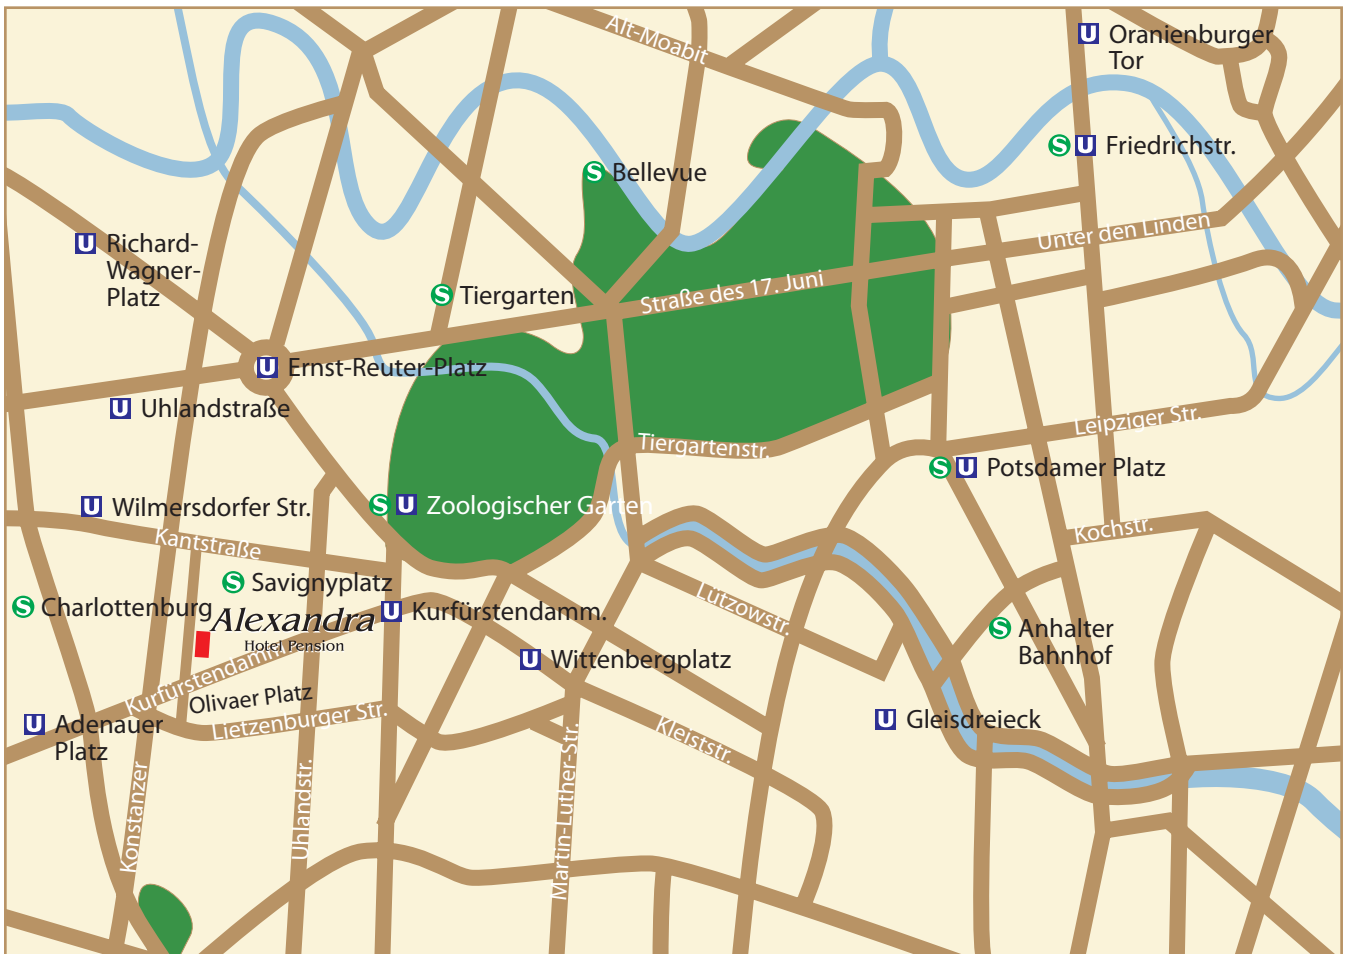 Alt-Moabit
U Oranienburger
Tor
S U Friedrichstr.
S Bellevue
Unter den Linden
U Richard-
Wagner-
Platz
S Tiergarten
Straße des 17. Juni
U Ernst-Reuter-Platz
U Uhlandstraße
Leipziger Str.
Tiergartenstr.
S U Potsdamer Platz
U Wilmersdorfer Str.
S U Zoologischer Garten
Kochstr.
Kantstraße
S Savignyplatz
S Charlottenburg
Alexandra
Hotel Pension
U Kurfürstendamm.
Lützowstr.
S Anhalter
Bahnhof
U Wittenbergplatz
Kurfürstendamm
Olivaer Platz
Lietzenburger Str.
U Adenauer
Platz
Kleiststr.
U Gleisdreieck
Konstanzer
Uhlandstr.
Martin-Luther-Str.